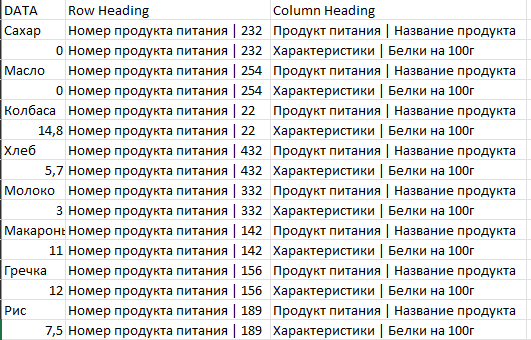 DATA Row Heading Column Heading
Сахар Номер продукта питания | 232 Продукт питания | Название продукта
0 Номер продукта питания | 232 Характеристики | Белки на 100г
Масло Номер продукта питания | 254 Продукт питания | Название продукта
0 Номер продукта питания | 254 Характеристики | Белки на 100г
Колбаса Номер продукта питания | 22 Продукт питания | Название продукта
14,8 Номер продукта питания | 22 Характеристики | Белки на 100г
Хлеб Номер продукта питания | 432 Продукт питания | Название продукта
5,7 Номер продукта питания | 432 Характеристики | Белки на 100г
Молоко Номер продукта питания | 332 Продукт питания | Название продукта
3 Номер продукта питания | 332 Характеристики | Белки на 100г
Макароны Номер продукта питания | 142 Продукт питания | Название продукта
11 Номер продукта питания | 142 Характеристики | Белки на 100г
Гречка Номер продукта питания | 156 Продукт питания | Название продукта
12 Номер продукта питания | 156 Характеристики | Белки на 100г
Рис Номер продукта питания | 189 Продукт питания | Название продукта
7,5 Номер продукта питания | 189 Характеристики | Белки на 100г